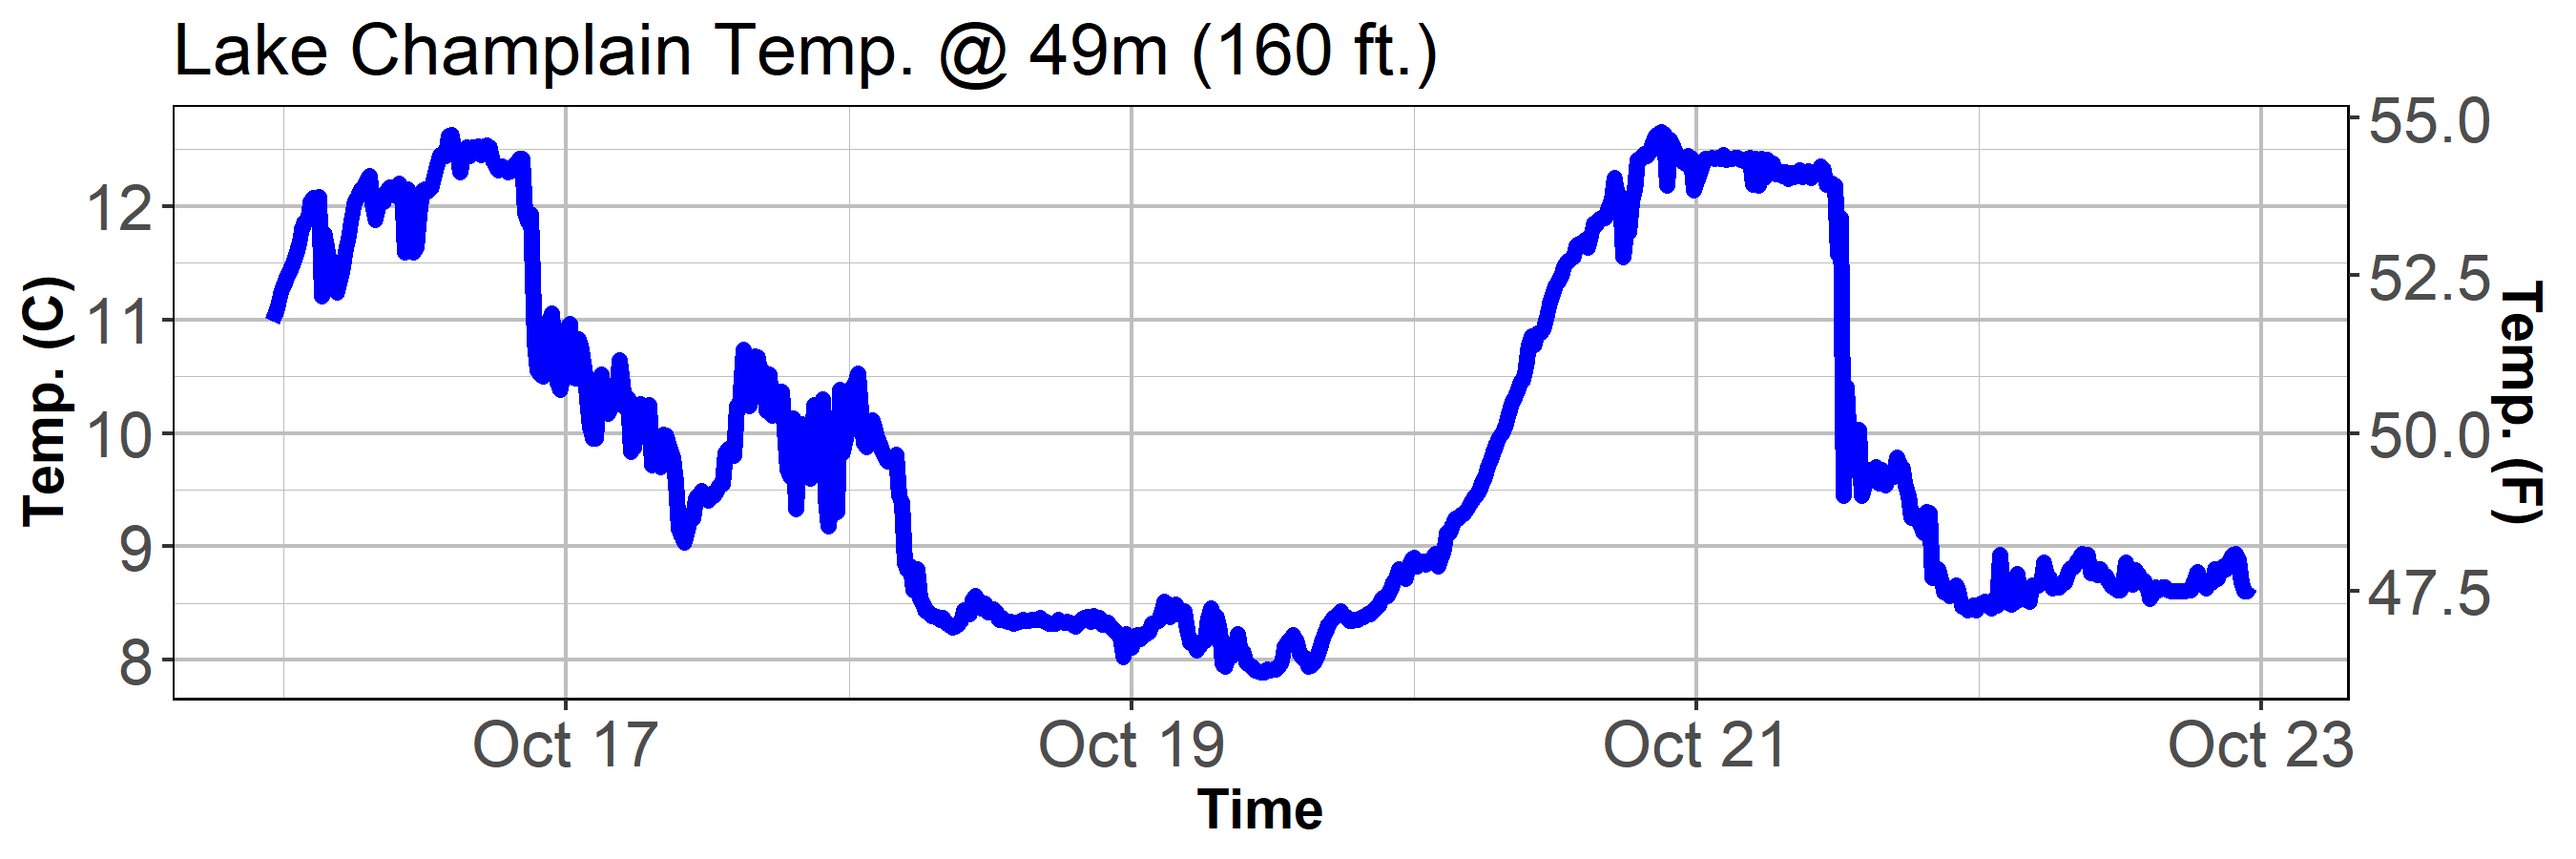 Lake Champlain Temp. @ 49m (160 ft.)
Temp. (C)
12
11
10
9
8
55.0
52.5
50.0
47.5
Temp. (F)
Oct 17
Oct 19
Oct 21
Oct 23
Time